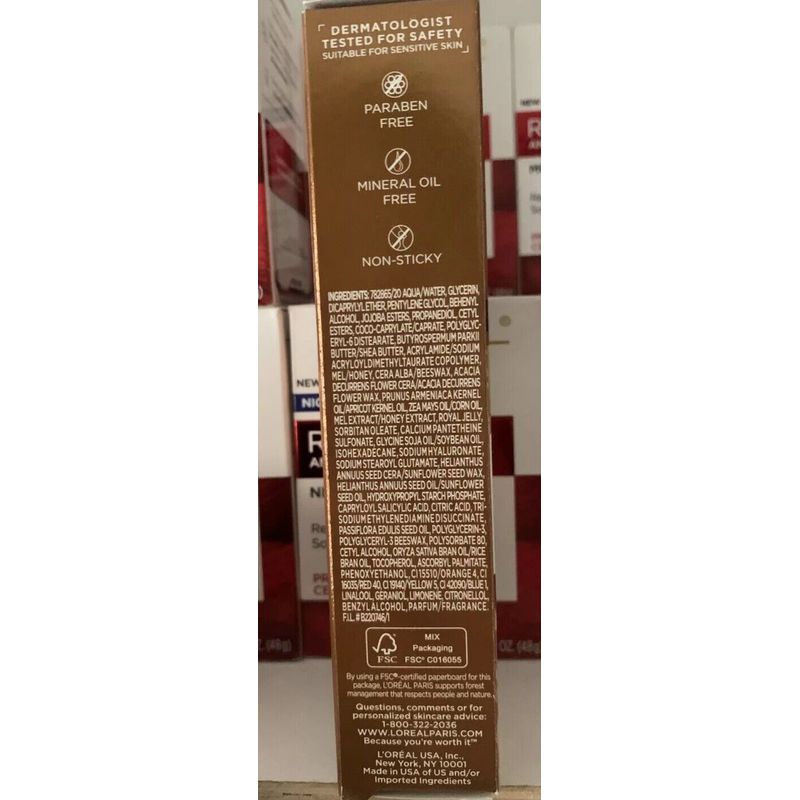 DERMATOLOGIST
TESTED FOR SAFETY
SUITABLE FOR SENSITIVE SKIN
PARABEN
FREE
MINERAL OIL
FREE
NON-STICKY
INGREDIENTS: 782865/20 AQUA/WATER, GLYCERIN,
DICAPRYLYL ETHER, PENTYLENE GLYCOL, BEHENYL
ALCOHOL, JOJOBA ESTERS, PROPANEDIOL, CETYL
ESTERS, COCO-CAPRYLATE/CAPRATE, POLYGLYC-
ERYL-6 DISTEARATE, BUTYROSPERMUM PARKII
BUTTER/SHEA BUTTER, ACRYLAMIDE/SODIUM
ACRYLOYLDIMETHYLTAURATE COPOLYMER,
MEL/HONEY, CERA ALBA/BEESWAX, ACACIA
DECURRENS FLOWER CERA/ACACIA DECURRENS
FLOWER WAX, PRUNUS ARMENIACA KERNEL
OIL/APRICOT KERNEL OIL, ZEA MAYS OIL/CORN OIL,
MEL EXTRACT/HONEY EXTRACT, ROYAL JELLY,
SORBITAN OLEATE, CALCIUM PANTETHEINE
SULFONATE, GLYCINE SOJA OIL/SOYBEAN OIL,
ISOHEXADECANE, SODIUM HYALURONATE,
SODIUM STEAROYL GLUTAMATE, HELIANTHUS
ANNUUS SEED CERA/SUNFLOWER SEED WAX,
HELIANTHUS ANNUUS SEED OIL/SUNFLOWER
SEED OIL, HYDROXYPROPYL STARCH PHOSPHATE,
CAPRYLOYL SALICYLIC ACID, CITRIC ACID, TRI-
SODIUM ETHYLENEDIAMINE DISUCCINATE,
PASSIFLORA EDULIS SEED OIL, POLYGLYCERIN-3,
POLYGLYCERYL-3 BEESWAX, POLYSORBATE 80,
CETYL ALCOHOL, ORYZA SATIVA BRAN OIL/RICE
BRAN OIL, TOCOPHEROL, ASCORBYL PALMITATE,
PHENOXYETHANOL, CI 15510/ORANGE 4, CI
16035/RED 40, CI 19140/YELLOW 5, CI 42090/BLUE 1,
LINALOOL, GERANIOL, LIMONENE, CITRONELLOL,
BENZYL ALCOHOL, PARFUM/FRAGRANCE.
F.I.L. # B220746/1
MIX
Packaging
FSC FSC® C016055
By using a FSC®-certified paperboard for this
package, L'ORÉAL PARIS supports forest
management that respects people and nature.
Questions, comments or for
personalized skincare advice:
1-800-322-2036
WWW.LOREALPARIS.COM
Because you're worth it™
L'ORÉAL USA, Inc.,
New York, NY 10001
Made in USA of US and/or
Imported Ingredients
NEW
OZ. (48g)